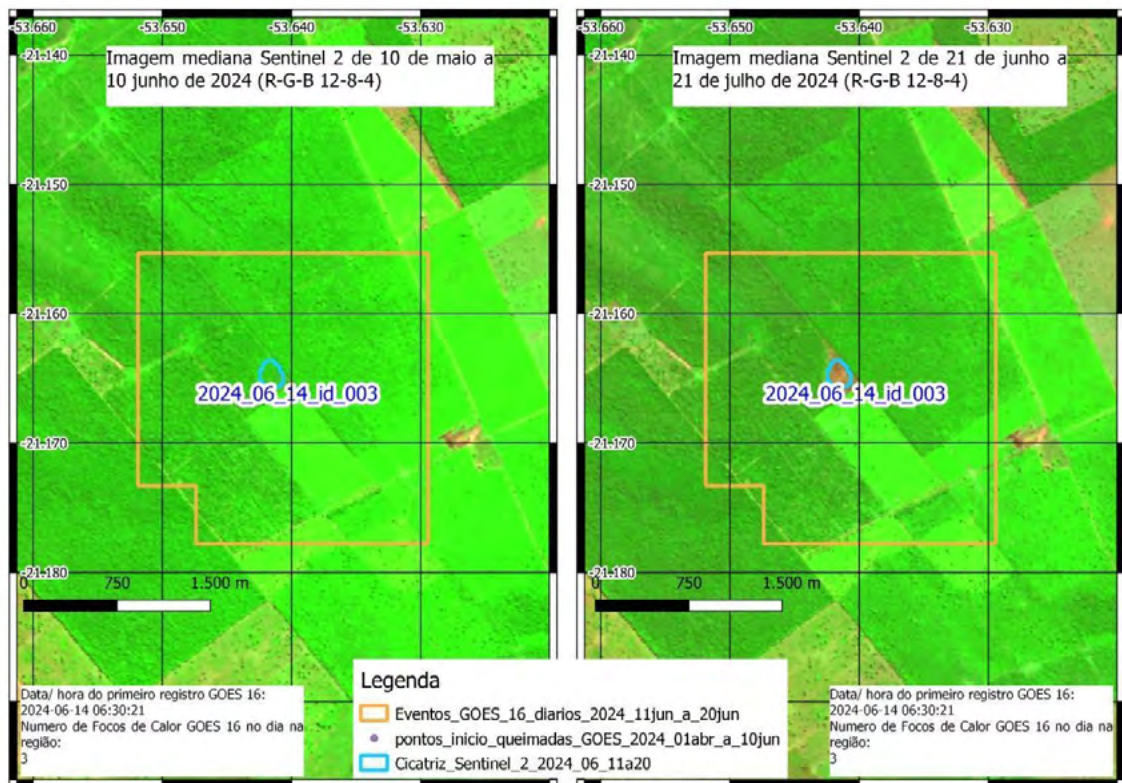 -53.660 -53.650 -53.640 -53.630
-21.140
Imagem mediana Sentinel 2 de 10 de maio a
10 junho de 2024 (R-G-B 12-8-4)
-21.150
-21.160
2024_06_14_id_003
-21.170
-21.180
0 750 1.500 m
Data/ hora do primeiro registro GOES 16:
2024-06-14 06:30:21
Numero de Focos de Calor GOES 16 no dia na
região:
3
-53.660 -53.650 -53.640 -53.630
-21.140
Imagem mediana Sentinel 2 de 21 de junho a
21 de julho de 2024 (R-G-B 12-8-4)
-21.150
-21.160
2024_06_14_id_003
-21.170
-21.180
0 750 1.500 m
Data/ hora do primeiro registro GOES 16:
2024-06-14 06:30:21
Numero de Focos de Calor GOES 16 no dia na
região:
3
Legenda
Eventos_GOES_16_diarios_2024_11jun_a_20jun
pontos_inicio_queimadas_GOES_2024_01abr_a_10jun
Cicatriz_Sentinel_2_2024_06_11a20